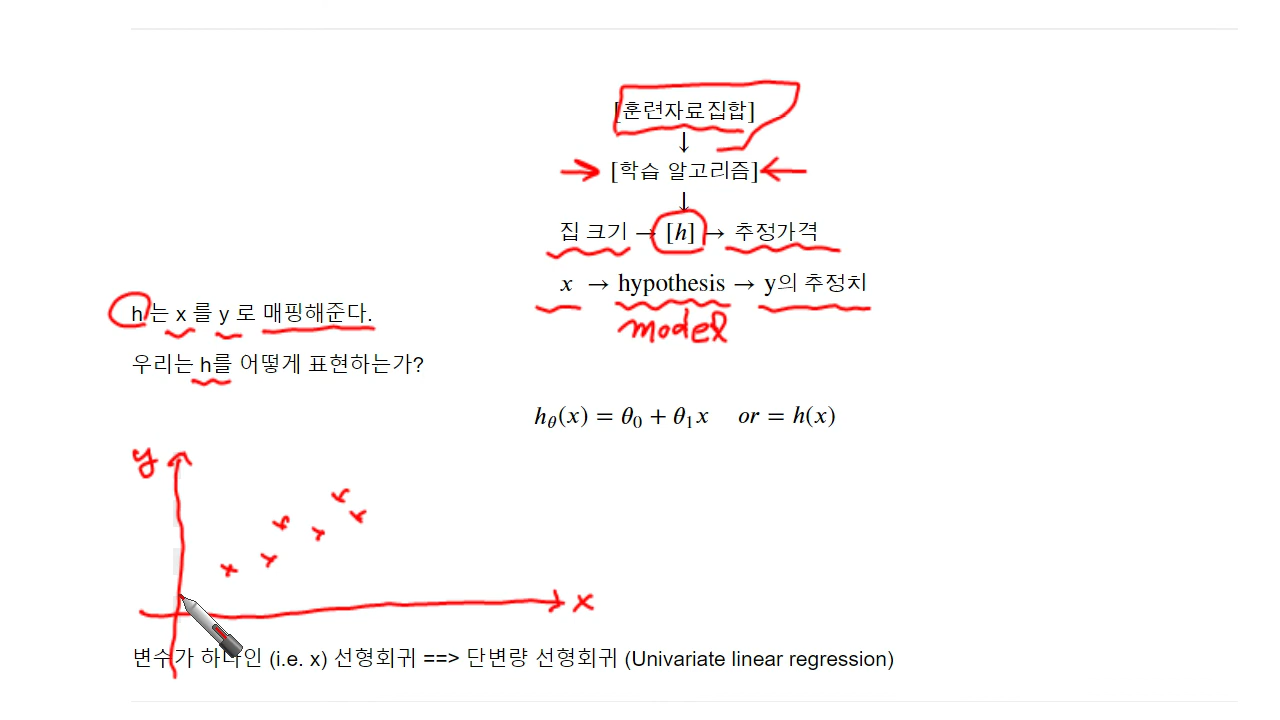 [훈련자료집합]
↓
[학습 알고리즘]
↓
집 크기 → [h] → 추정가격
x → hypothesis → y의 추정치
model
h 는 x 를 y 로 매핑해준다.
우리는 h를 어떻게 표현하는가?
hθ(x) = θ0 + θ1x or = h(x)
y
x
변수가 하나인 (i.e. x) 선형회귀 ==> 단변량 선형회귀 (Univariate linear regression)